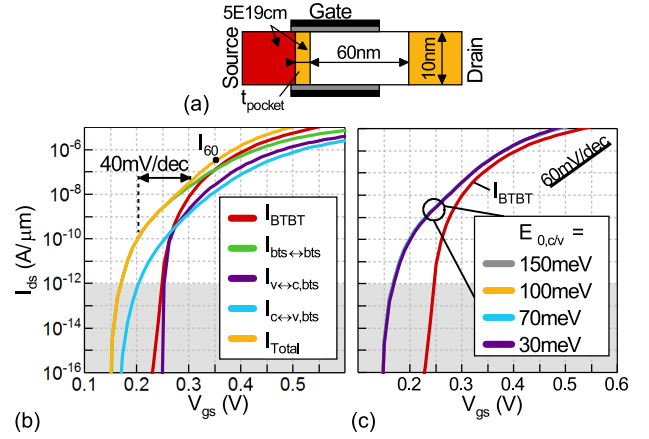 Gate
5E19cm
Source
60nm
10nm
Drain
t_pocket
(a)
I_60
40mV/dec
I_BTBT
I_bts↔bts
I_v↔c,bts
I_c↔v,bts
I_Total
I_ds (A/μm)
10^-6
10^-8
10^-10
10^-12
10^-14
10^-16
0.1 0.2 0.3 0.4 0.5
V_gs (V)
(b)
60mV/dec
I_BTBT
E_0,c/v =
150meV
100meV
70meV
30meV
0.2 0.3 0.4 0.5 0.6
V_gs (V)
(c)